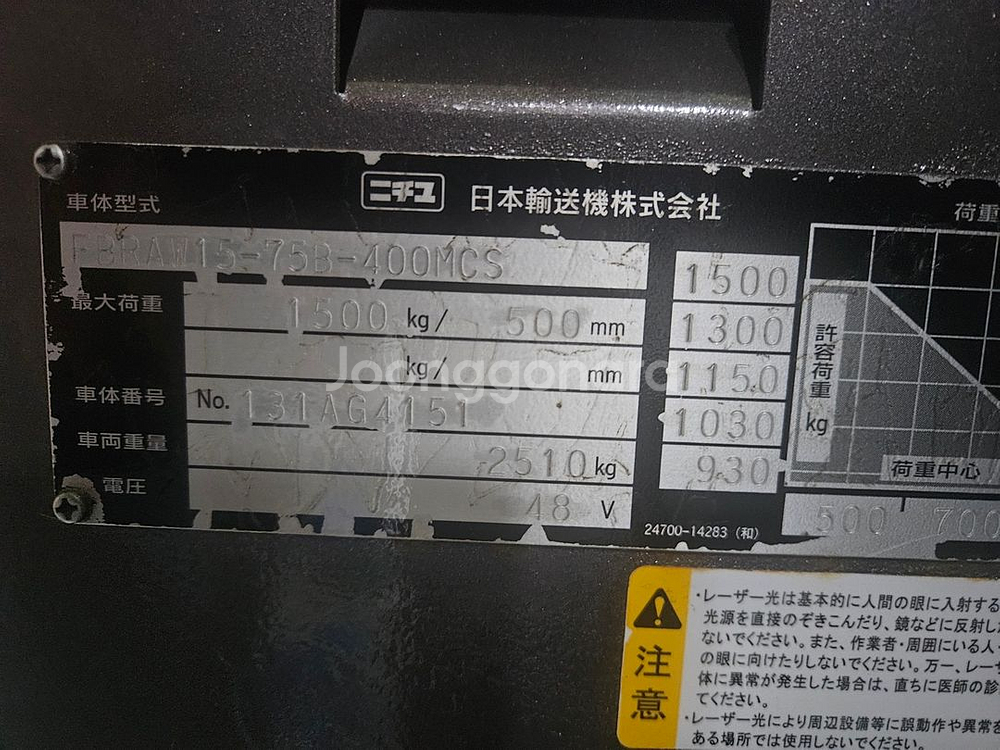 ニチユ 日本輸送機株式会社
車体型式 荷重
FBRAW15-75B-400MCS
最大荷重 1500 kg/ 500 mm
kg/ mm
車体番号 No. 131AG4151
車両重量 2510 kg
電圧 48 V
1500
1300
1150
1030
930
許容荷重 kg
荷重中心
500 700
24700-14283 (和)
Joonggonara
注意
・レーザー光は基本的に人間の眼に入射する
光源を直接のぞきこんだり、鏡などに反射し
ないでください。また、作業者・周囲にいる人
の眼に向けたりしないでください。万一、レー
体に異常が発生した場合は、直ちに医師の診
てください。
・レーザー光により周辺設備等に誤動作や異常
ある場所では使用しないでください。